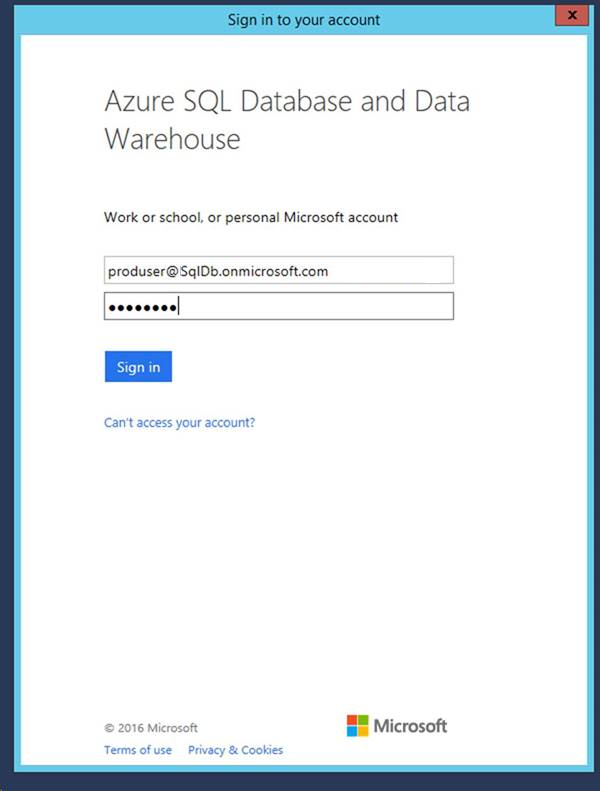 Sign in to your account
x
Azure SQL Database and Data
Warehouse
Work or school, or personal Microsoft account
produser@SqlDb.onmicrosoft.com
••••••••
Sign in
Can't access your account?
© 2016 Microsoft
Microsoft
Terms of use Privacy & Cookies